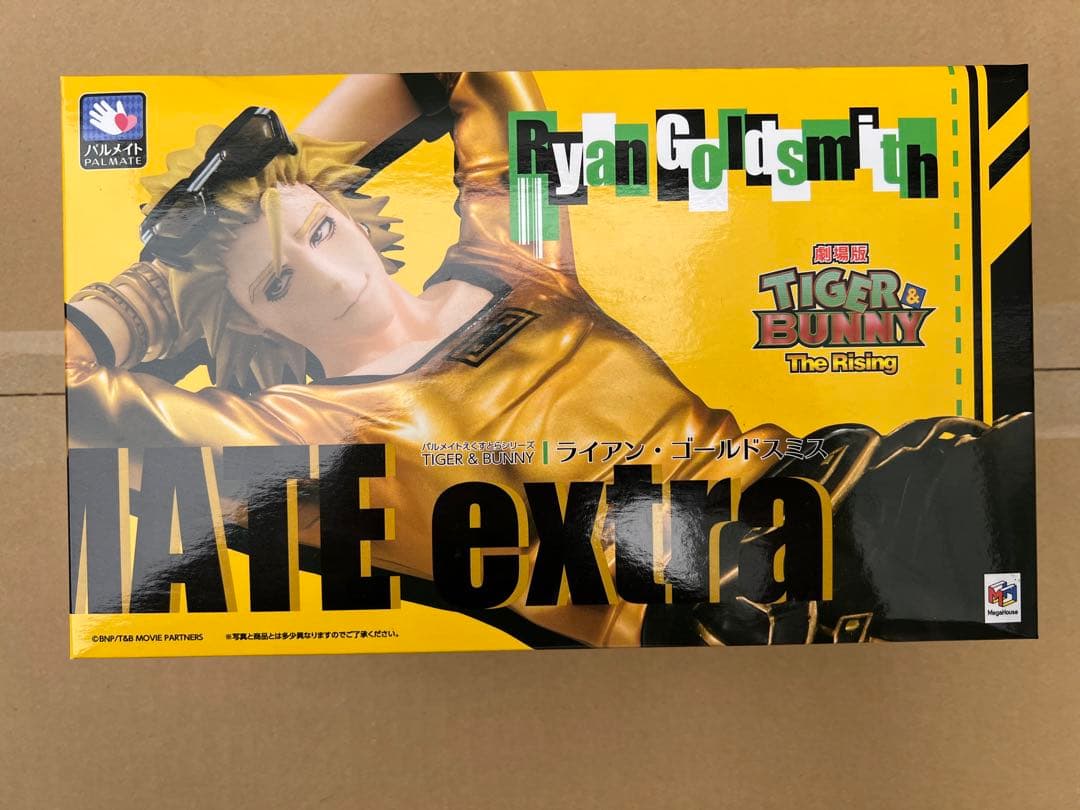 パルメイト
PALMATE
Ryan Goldsmith
劇場版
TIGER &
BUNNY
The Rising
パルメイトえくすとらシリーズ
TIGER & BUNNY
ライアン・ゴールドスミス
MATE extra
©BNP/T&B MOVIE PARTNERS
※写真と商品とは多少異なりますのでご了承ください。
MegaHouse